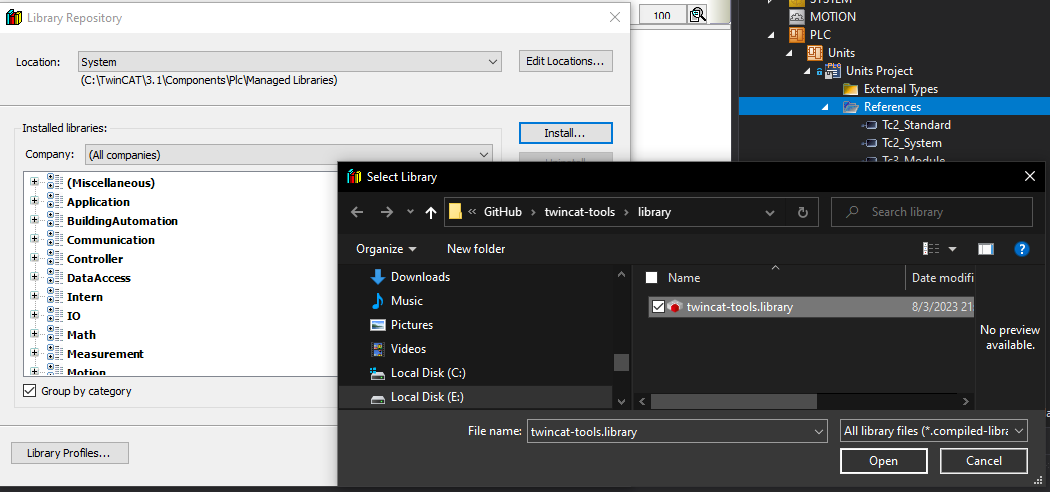 Library Repository
Location:
System
Edit Locations...
(C:\TwinCAT\3.1\Components\Plc\Managed Libraries)
Installed libraries:
Install...
Company:
(All companies)
(Miscellaneous)
Application
BuildingAutomation
Communication
Controller
DataAccess
Intern
IO
Math
Measurement
Motion
Group by category
Library Profiles...
100
SYSTEM
MOTION
PLC
Units
Units Project
External Types
References
Tc2_Standard
Tc2_System
Tc3_Module
Select Library
« GitHub › twincat-tools › library
Search library
Organize
New folder
Downloads
Music
Pictures
Videos
Local Disk (C:)
Local Disk (E:)
Name
Date modifi
twincat-tools.library
8/3/2023 21
No preview
available.
File name:
twincat-tools.library
All library files (*.compiled-libra
Open
Cancel